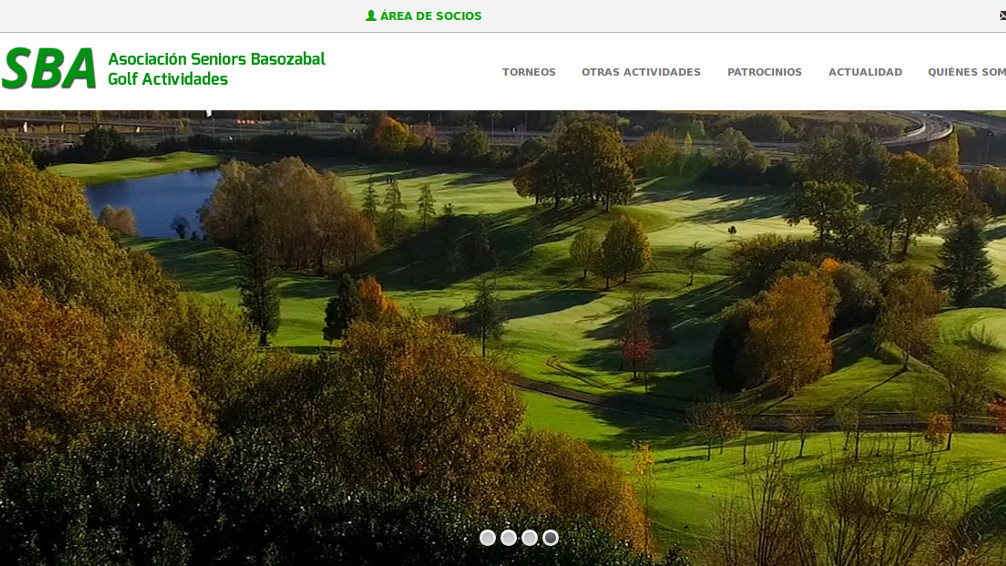 ÁREA DE SOCIOS
SBA
Asociación Seniors Basozabal
Golf Actividades
TORNEOS
OTRAS ACTIVIDADES
PATROCINIOS
ACTUALIDAD
QUIÉNES SOM